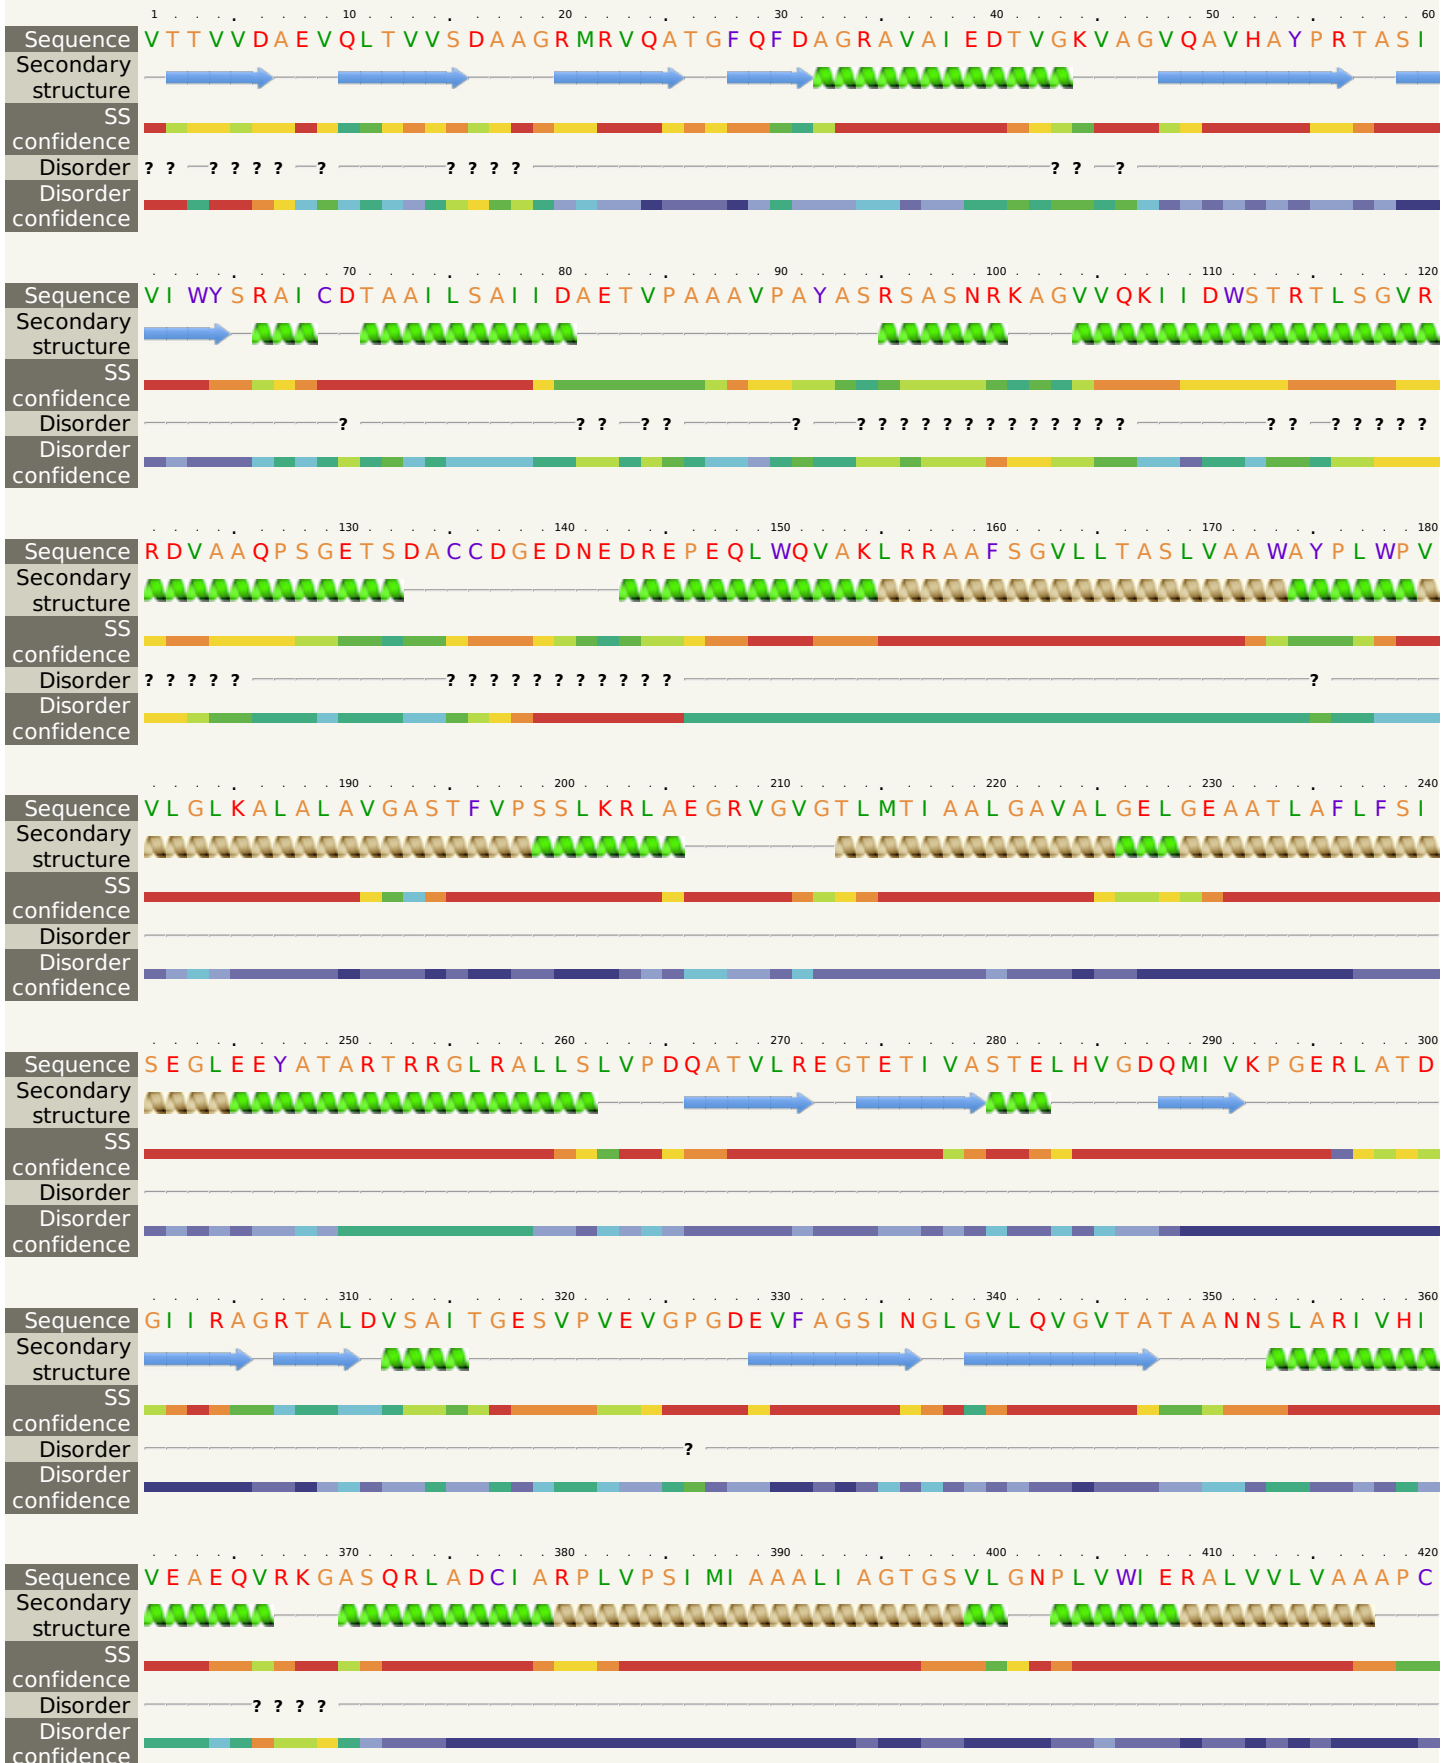 1 10 20 30 40 50 60
Sequence VTTVVDAEVQLTVVSDAAGRMRVQATGFQFDAGRAVAIEDTVGKVAGVQAVHAYPRTASI
Secondary
structure
SS
confidence
Disorder ? ? ? ? ? ? ? ? ? ? ? ? ? ?
Disorder
confidence
70 80 90 100 110 120
Sequence VIWYSRAICDTAAILSAIIDAETVPAAAVPAYASRSASNRKAGVVQKIIDWSTRTLSGVR
Secondary
structure
SS
confidence
Disorder ? ? ? ? ? ? ? ? ? ? ? ? ? ? ? ? ? ? ? ? ? ? ? ? ?
Disorder
confidence
130 140 150 160 170 180
Sequence RDVAAQPSGETSDACCDGEDNEDREPEQLWQVAKLRRAAFSGVLLTASLVAAWAYPLWPV
Secondary
structure
SS
confidence
Disorder ? ? ? ? ? ? ? ? ? ? ? ? ? ? ? ? ?
Disorder
confidence
190 200 210 220 230 240
Sequence VLGLKALALAVGASTFVPSSLKRLAEGRVGVGTLMTIAALGAVALGELGEAATLAFLFSI
Secondary
structure
SS
confidence
Disorder
Disorder
confidence
250 260 270 280 290 300
Sequence SEGLEEYATARTRRGLRALLSLVPDQATVLREGTETIVASTELHVGDQMIVKPGERLATD
Secondary
structure
SS
confidence
Disorder
Disorder
confidence
310 320 330 340 350 360
Sequence GIIRAGRTALDVSAITGESVPVEVGPGDEVFAGSINGLGVLQVGVTATAANNSLARIVHI
Secondary
structure
SS
confidence
Disorder ?
Disorder
confidence
370 380 390 400 410 420
Sequence VEAEQVRKGASQRLADCIARPLVPSIMIAAALIAGTGSVLGNPLVWIERALVVLVAAAPC
Secondary
structure
SS
confidence
Disorder ? ? ? ?
Disorder
confidence